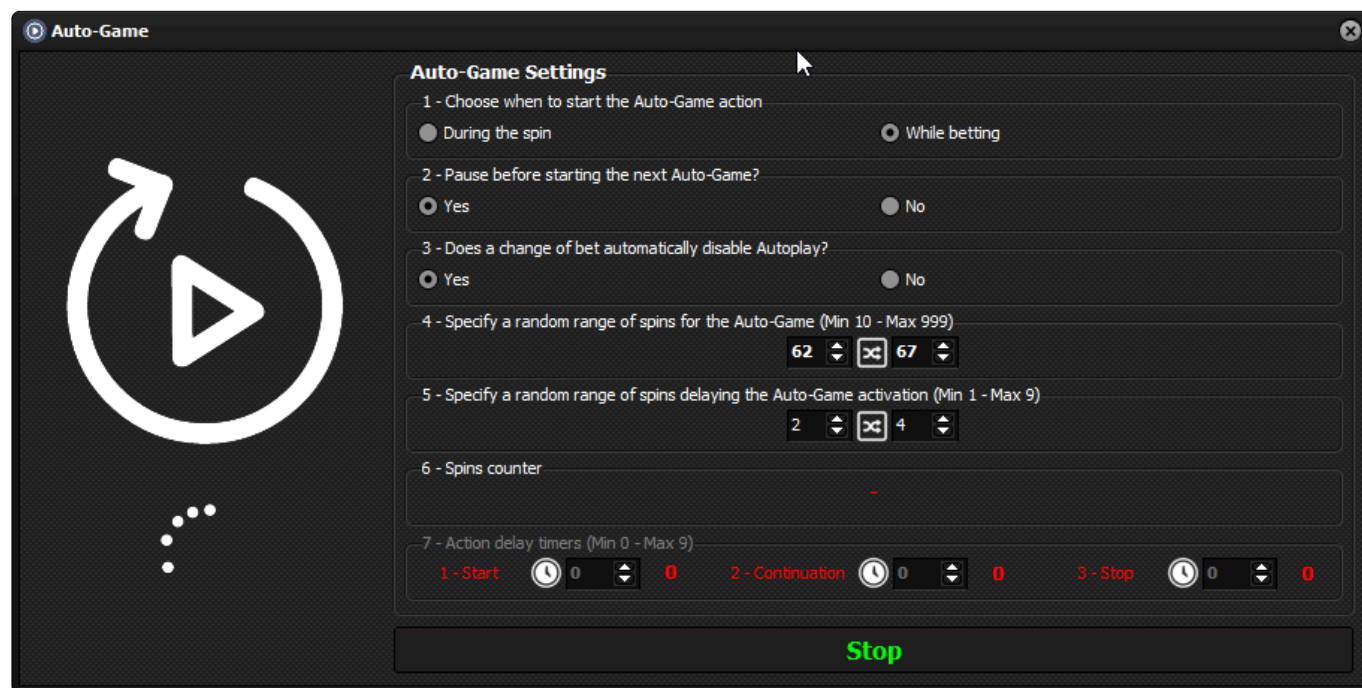 Auto-Game
Auto-Game Settings
1 - Choose when to start the Auto-Game action
During the spin While betting
2 - Pause before starting the next Auto-Game?
Yes No
3 - Does a change of bet automatically disable Autoplay?
Yes No
4 - Specify a random range of spins for the Auto-Game (Min 10 - Max 999)
62 67
5 - Specify a random range of spins delaying the Auto-Game activation (Min 1 - Max 9)
2 4
6 - Spins counter
-
7 - Action delay timers (Min 0 - Max 9)
1 - Start 0 0 2 - Continuation 0 0 3 - Stop 0 0
Stop